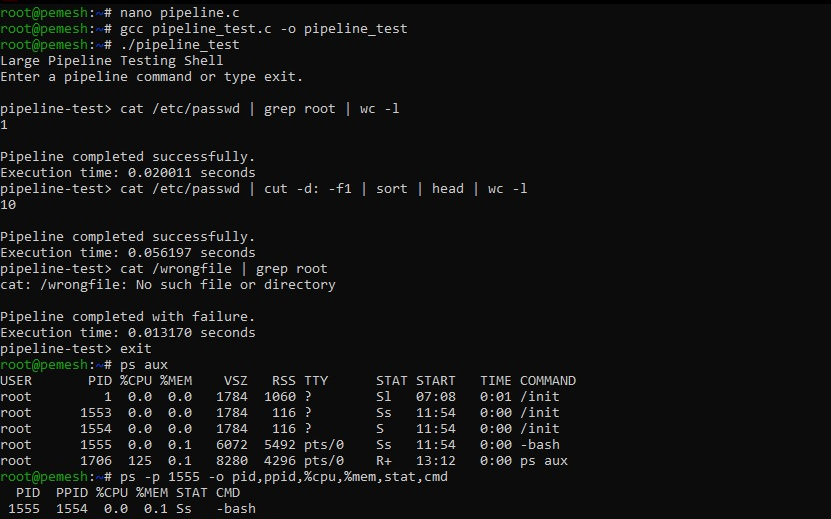 root@pemesh:~# nano pipeline.c
root@pemesh:~# gcc pipeline_test.c -o pipeline_test
root@pemesh:~# ./pipeline_test
Large Pipeline Testing Shell
Enter a pipeline command or type exit.
pipeline-test> cat /etc/passwd | grep root | wc -l
1
Pipeline completed successfully.
Execution time: 0.020011 seconds
pipeline-test> cat /etc/passwd | cut -d: -f1 | sort | head | wc -l
10
Pipeline completed successfully.
Execution time: 0.056197 seconds
pipeline-test> cat /wrongfile | grep root
cat: /wrongfile: No such file or directory
Pipeline completed with failure.
Execution time: 0.013170 seconds
pipeline-test> exit
root@pemesh:~# ps aux
USER         PID %CPU %MEM    VSZ   RSS TTY      STAT START   TIME COMMAND
root           1  0.0  0.0   1784  1060 ?        Sl   07:08   0:01 /init
root        1553  0.0  0.0   1784   116 ?        Ss   11:54   0:00 /init
root        1554  0.0  0.0   1784   116 ?        S    11:54   0:00 /init
root        1555  0.0  0.1   6072  5492 pts/0    Ss   11:54   0:00 -bash
root        1706  125  0.1   8280  4296 pts/0    R+   13:12   0:00 ps aux
root@pemesh:~# ps -p 1555 -o pid,ppid,%cpu,%mem,stat,cmd
  PID  PPID %CPU %MEM STAT CMD
 1555  1554  0.0  0.1 Ss   -bash